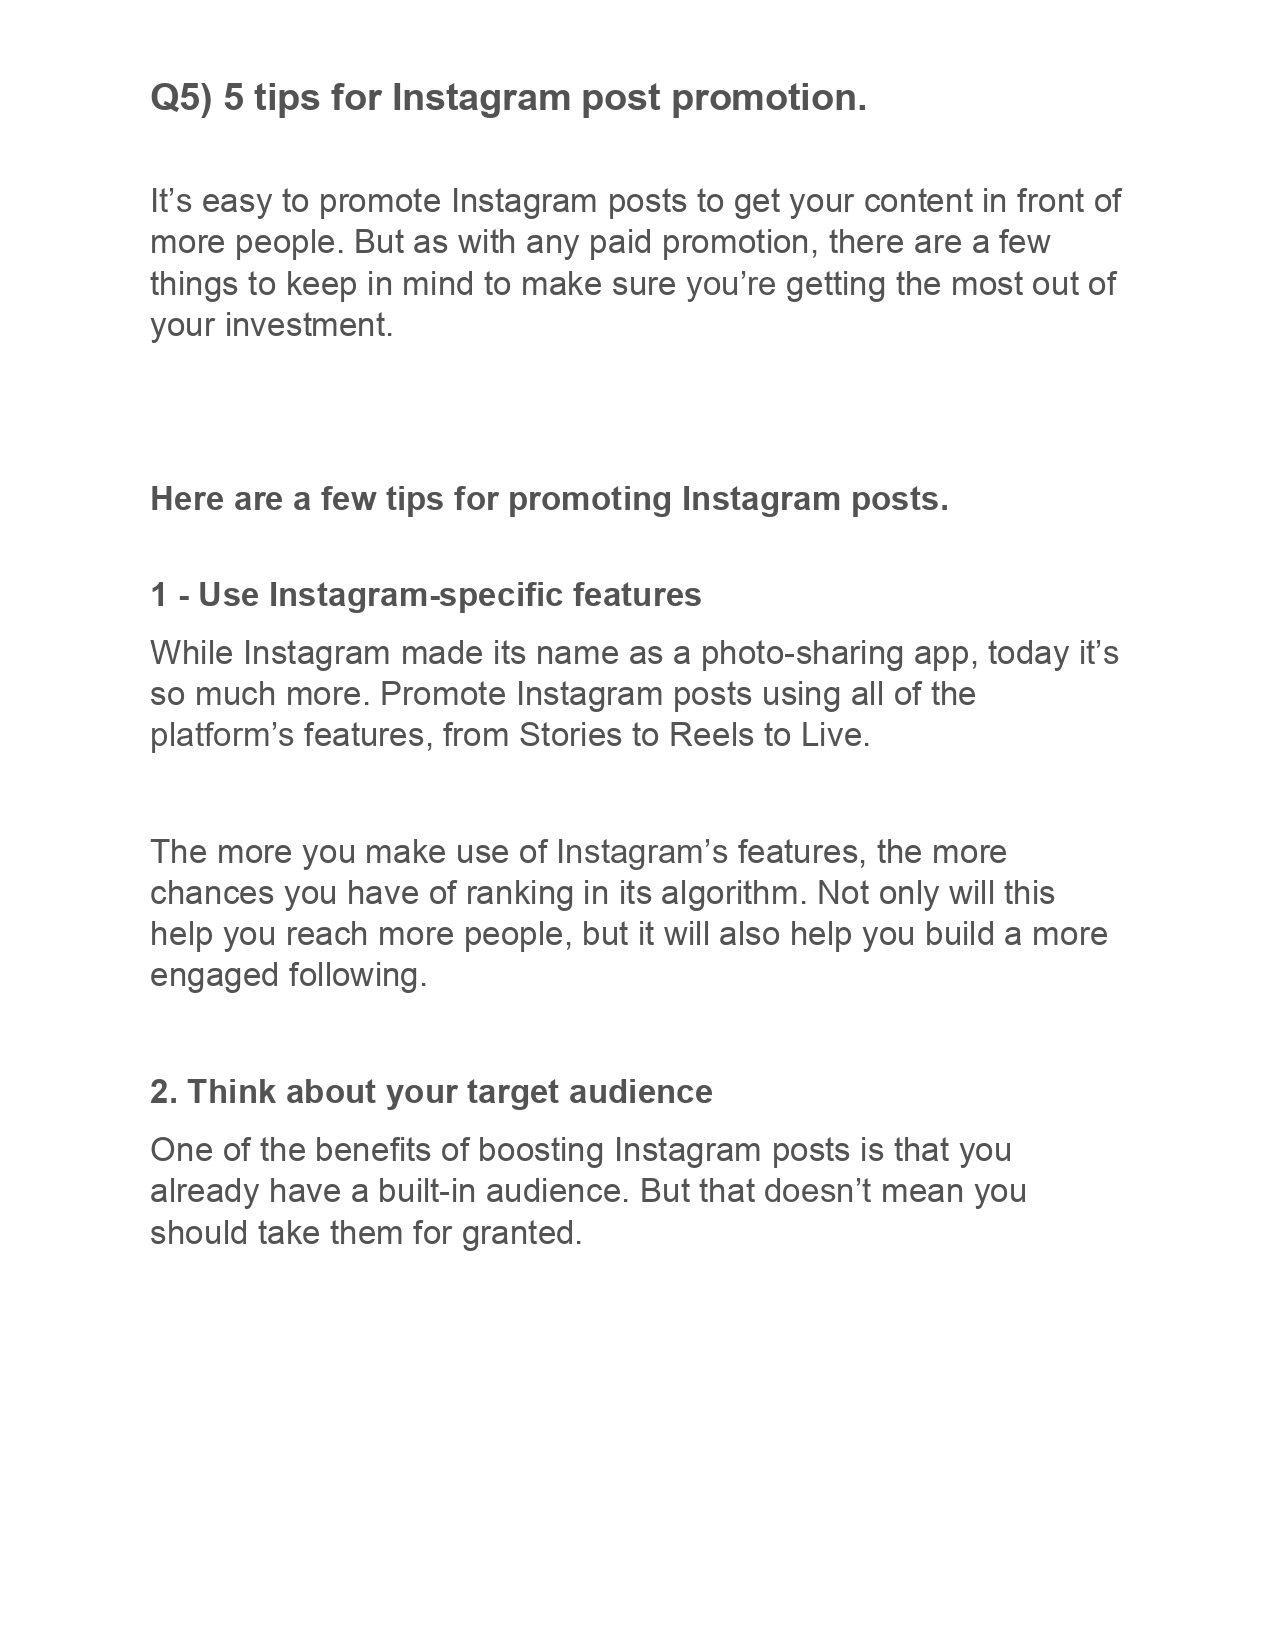 Q5) 5 tips for Instagram post promotion.
It’s easy to promote Instagram posts to get your content in front of
more people. But as with any paid promotion, there are a few
things to keep in mind to make sure you’re getting the most out of
your investment.
Here are a few tips for promoting Instagram posts.
1 - Use Instagram-specific features
While Instagram made its name as a photo-sharing app, today it’s
so much more. Promote Instagram posts using all of the
platform’s features, from Stories to Reels to Live.
The more you make use of Instagram’s features, the more
chances you have of ranking in its algorithm. Not only will this
help you reach more people, but it will also help you build a more
engaged following.
2. Think about your target audience
One of the benefits of boosting Instagram posts is that you
already have a built-in audience. But that doesn’t mean you
should take them for granted.